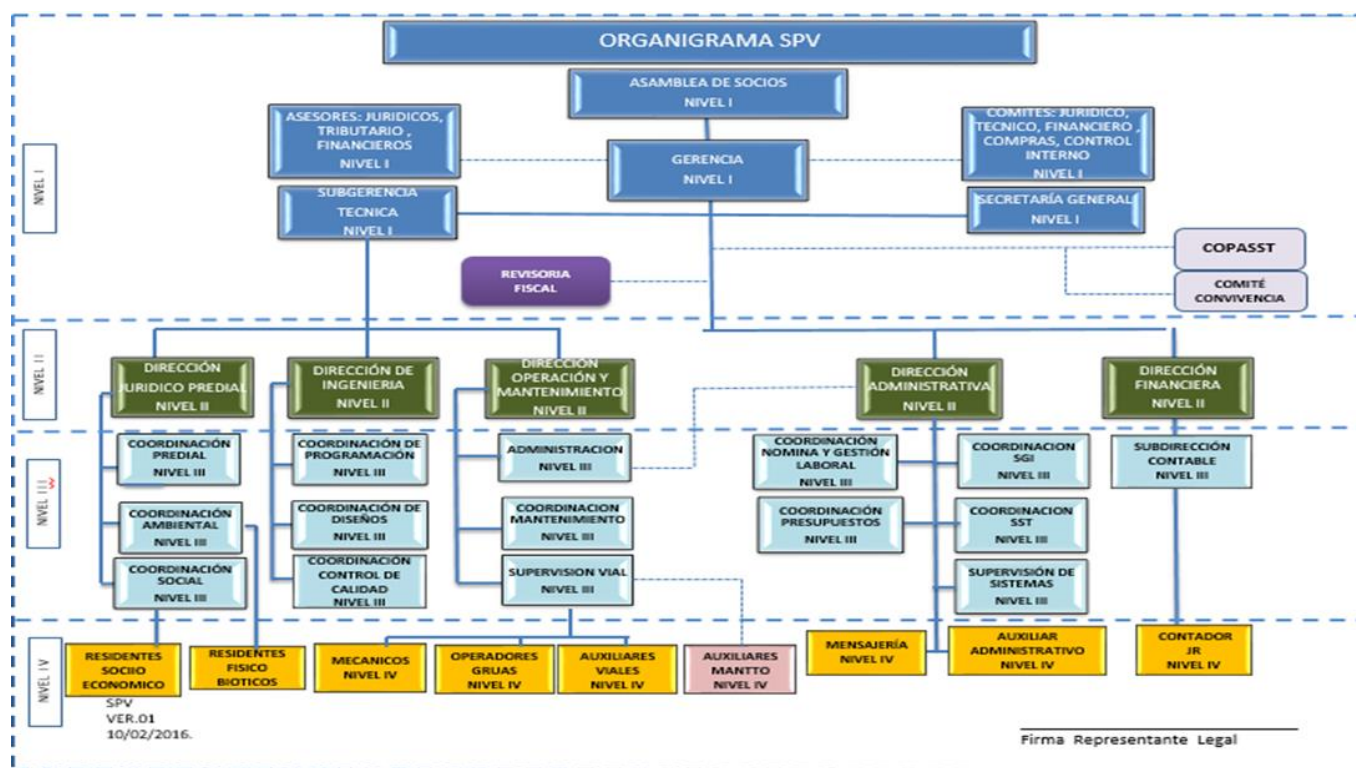 ORGANIGRAMA SPV
ASAMBLEA DE SOCIOS
NIVEL I
ASESORES: JURIDICOS,
TRIBUTARIO ,
FINANCIEROS
NIVEL I
GERENCIA
NIVEL I
COMITES: JURIDICO,
TECNICO, FINANCIERO ,
COMPRAS, CONTROL
INTERNO
NIVEL I
NIVEL I
SUBGERENCIA
TECNICA
NIVEL I
SECRETARÍA GENERAL
NIVEL I
REVISORIA
FISCAL
COPASST
COMITÉ
CONVIVENCIA
NIVEL II
DIRECCIÓN
JURIDICO PREDIAL
NIVEL II
DIRECCIÓN DE
INGENIERIA
NIVEL II
DIRECCIÓN
OPERACIÓN Y
MANTENIMIENTO
NIVEL II
DIRECCIÓN
ADMINISTRATIVA
NIVEL II
DIRECCIÓN
FINANCIERA
NIVEL II
NIVEL III
COORDINACIÓN
PREDIAL
NIVEL III
COORDINACIÓN DE
PROGRAMACIÓN
NIVEL III
ADMINISTRACION
NIVEL III
COORDINACIÓN
NOMINA Y GESTIÓN
LABORAL
NIVEL III
COORDINACION
SGI
NIVEL III
SUBDIRECCIÓN
CONTABLE
NIVEL III
COORDINACIÓN
AMBIENTAL
NIVEL III
COORDINACIÓN
DE DISEÑOS
NIVEL III
COORDINACION
MANTENIMIENTO
NIVEL III
COORDINACIÓN
PRESUPUESTOS
NIVEL III
COORDINACION
SST
NIVEL III
COORDINACIÓN
SOCIAL
NIVEL III
COORDINACIÓN
CONTROL DE
CALIDAD
NIVEL III
SUPERVISION VIAL
NIVEL III
SUPERVISIÓN DE
SISTEMAS
NIVEL III
NIVEL IV
RESIDENTES
SOCIIO
ECONOMICO
RESIDENTES
FISICO
BIOTICOS
MECANICOS
NIVEL IV
OPERADORES
GRUAS
NIVEL IV
AUXILIARES
VIALES
NIVEL IV
AUXILIARES
MANTTO
NIVEL IV
MENSAJERÍA
NIVEL IV
AUXILIAR
ADMINISTRATIVO
NIVEL IV
CONTADOR
JR
NIVEL IV
SPV
VER.01
10/02/2016.
Firma Representante Legal